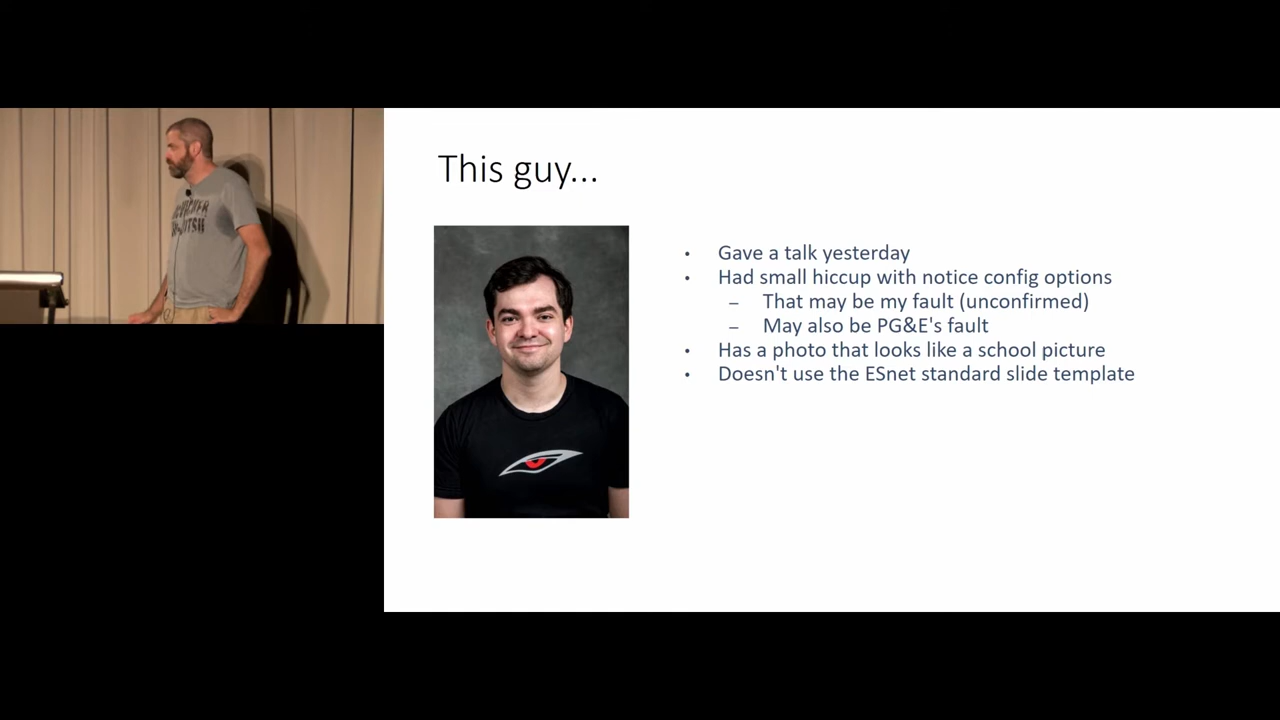 This guy...
• Gave a talk yesterday
• Had small hiccup with notice config options
– That may be my fault (unconfirmed)
– May also be PG&E's fault
• Has a photo that looks like a school picture
• Doesn't use the ESnet standard slide template